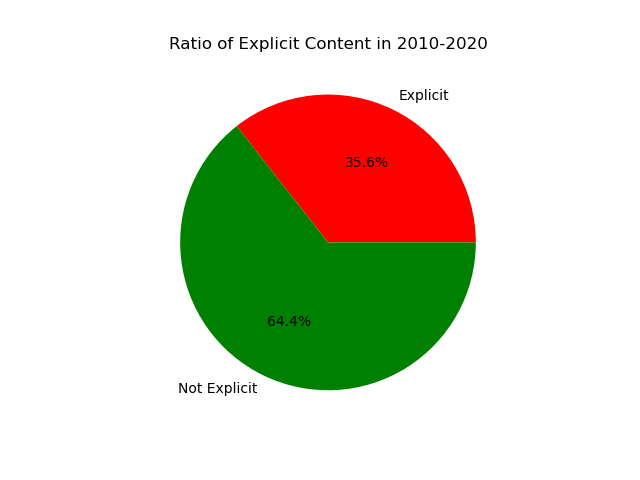 Ratio of Explicit Content in 2010-2020
Explicit
35.6%
64.4%
Not Explicit